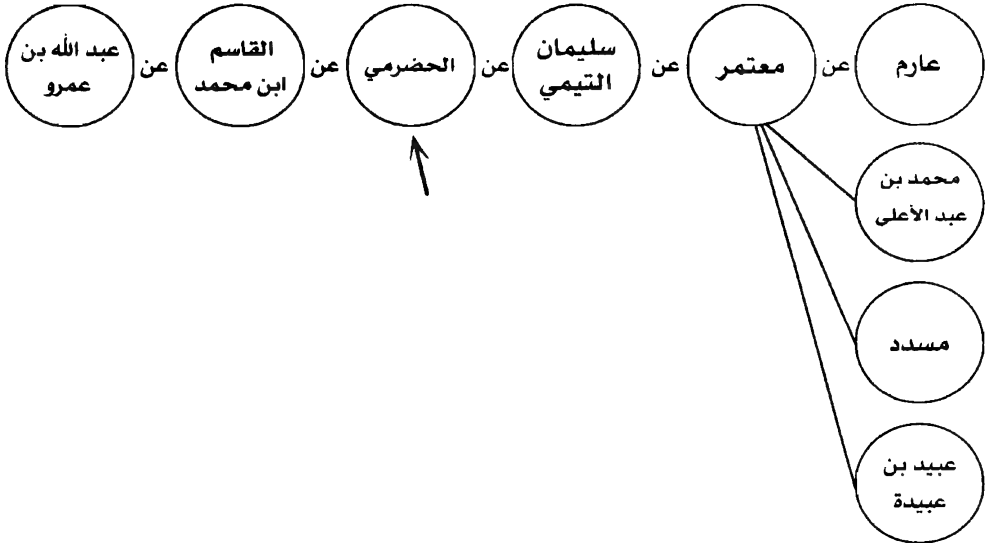 عارم عن معتمر عن سليمان التيمي عن الحضرمي عن القاسم ابن محمد عن عبد الله بن عمرو
محمد بن
عبد الأعلى
مسدد
عبيد بن
عبيدة